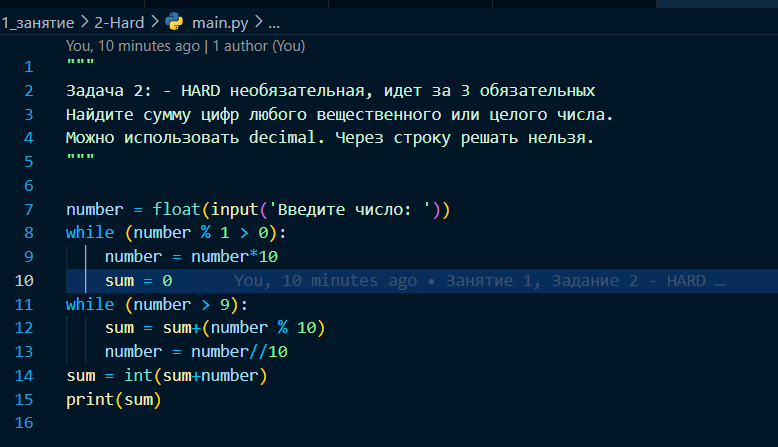 1_занятие > 2-Hard > main.py > ...
You, 10 minutes ago | 1 author (You)
1 """
2 Задача 2: - HARD необязательная, идет за 3 обязательных
3 Найдите сумму цифр любого вещественного или целого числа.
4 Можно использовать decimal. Через строку решать нельзя.
5 """
6
7 number = float(input('Введите число: '))
8 while (number % 1 > 0):
9     number = number*10
10     sum = 0 You, 10 minutes ago • Занятие 1, Задание 2 - HARD …
11 while (number > 9):
12     sum = sum+(number % 10)
13     number = number//10
14 sum = int(sum+number)
15 print(sum)
16